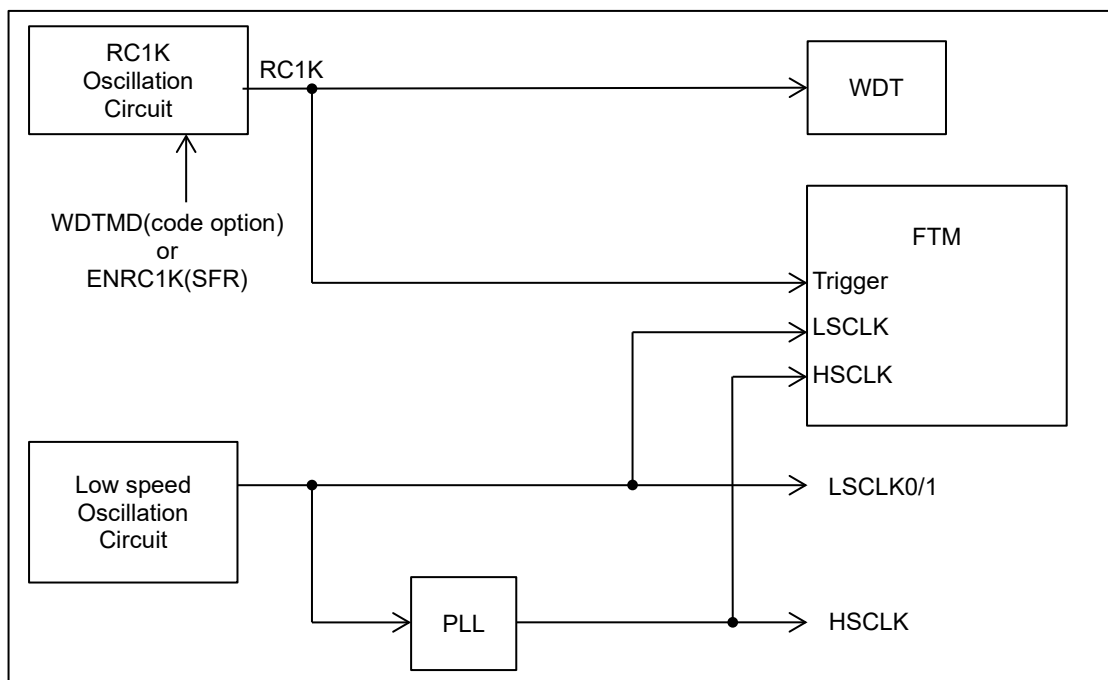 RC1K
Oscillation
Circuit
RC1K
WDT
WDTMD(code option)
or
ENRC1K(SFR)
FTM
Trigger
LSCLK
HSCLK
Low speed
Oscillation
Circuit
LSCLK0/1
PLL
HSCLK